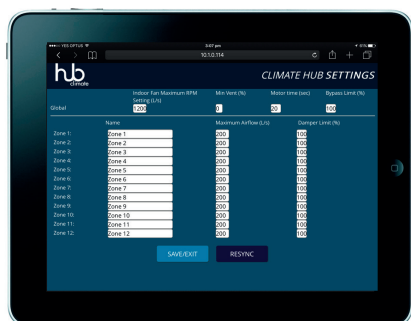 YES OPTUS 3:07 pm 61%
10.1.0.114
hub
climate
CLIMATE HUB SETTINGS
Indoor Fan Maximum RPM Min Vent (%) Motor time (sec) Bypass Limit (%)
Setting (L/s)
Global 1200 0 20 100
Name Maximum Airflow (L/s) Damper Limit (%)
Zone 1: Zone 1 200 100
Zone 2: Zone 2 200 100
Zone 3: Zone 3 200 100
Zone 4: Zone 4 200 100
Zone 5: Zone 5 200 100
Zone 6: Zone 6 200 100
Zone 7: Zone 7 200 100
Zone 8: Zone 8 200 100
Zone 9: Zone 9 200 100
Zone 10: Zone 10 200 100
Zone 11: Zone 11 200 100
Zone 12: Zone 12 200 100
SAVE/EXIT RESYNC